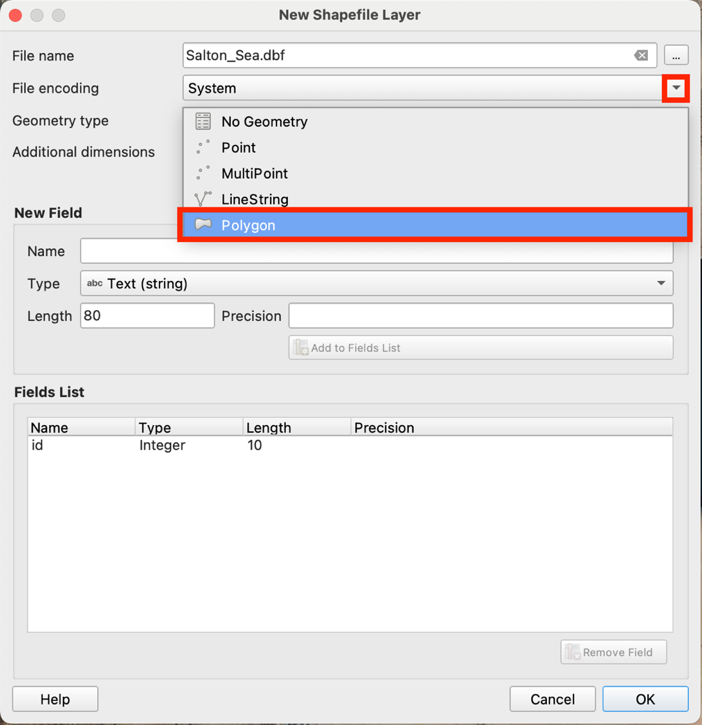 New Shapefile Layer
File name
Salton_Sea.dbf
...
File encoding
System
Geometry type
No Geometry
Point
Additional dimensions
MultiPoint
LineString
Polygon
New Field
Name
Type
abc Text (string)
Length
80
Precision
Add to Fields List
Fields List
Name Type Length Precision
id Integer 10
Remove Field
Help
Cancel
OK